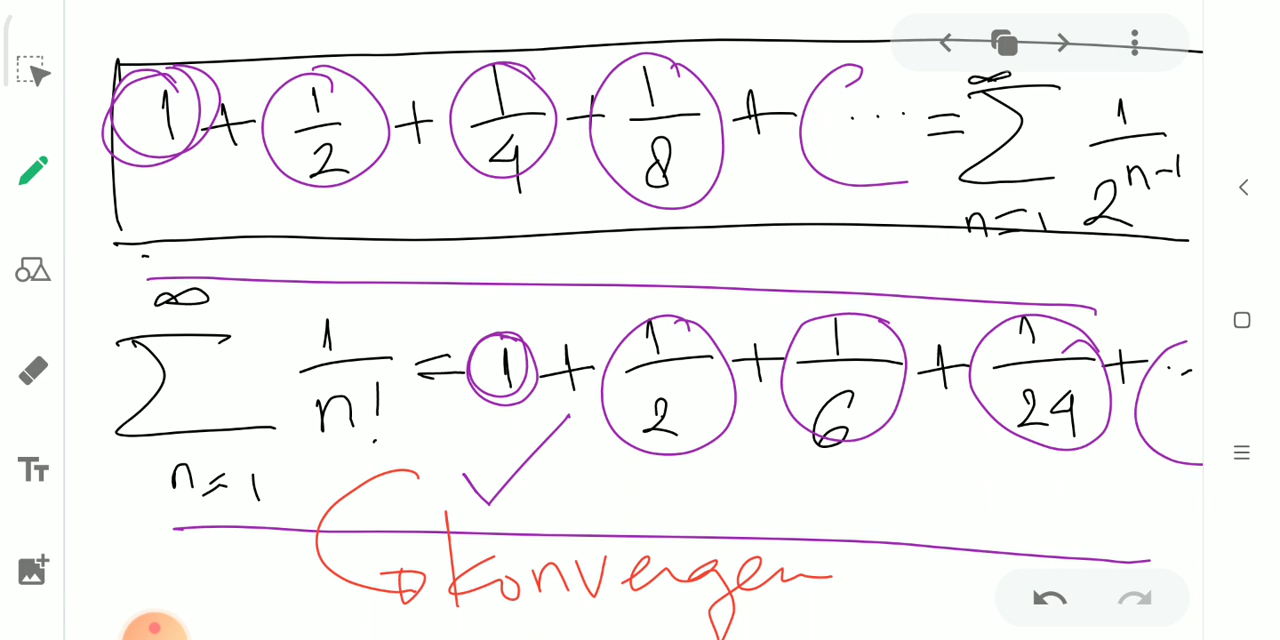 1 + 1/2 + 1/4 + 1/8 + ... = ∑_{n=1}^{∞} 1/2^{n-1}
∑_{n=1}^{∞} 1/n! = 1 + 1/2 + 1/6 + 1/24 + ...
Konvergen
TT